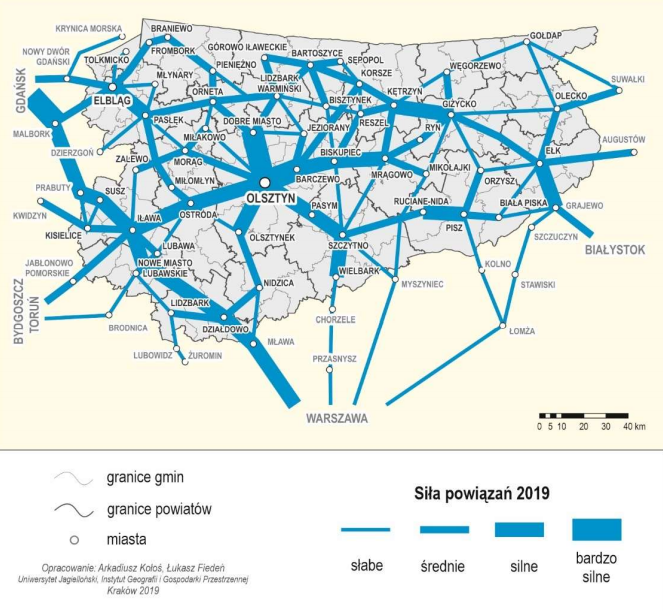 KRYNICA MORSKA
BRANIEWO
GOŁDAP
NOWY DWÓR
GDAŃSKI
TOLKMICKO
FROMBORK
GÓROWO IŁAWECKIE
BARTOSZYCE
PIENIĘŻNO
SĘPOPOL
WĘGORZEWO
KORSZE
GDAŃSK
MŁYNARY
LIDZBARK
WARMIŃSKI
SUWAŁKI
ELBLĄG
ORNETA
BISZTYNEK
KĘTRZYN
GIŻYCKO
OLECKO
PASŁĘK
DOBRE MIASTO
RESZEL
MALBORK
MIŁAKOWO
JEZIORANY
RYN
AUGUSTÓW
DZIERZGOŃ
ZALEWO
MORĄG
BISKUPIEC
EŁK
MIŁOMŁYN
BARCZEWO
MRĄGOWO
MIKOŁAJKI
ORZYSZ
PRABUTY
SUSZ
OLSZTYN
RUCIANE-NIDA
BIAŁA PISKA
GRAJEWO
KWIDZYN
IŁAWA
OSTRÓDA
PASYM
PISZ
KISIELICE
SZCZUCZYN
OLSZTYNEK
SZCZYTNO
BIAŁYSTOK
LUBAWA
JABŁONOWO
POMORSKIE
NOWE MIASTO
LUBAWSKIE
NIDZICA
WIELBARK
MYSZYNIEC
KOLNO
STAWISKI
BYDGOSZCZ
TORUŃ
LIDZBARK
CHORZELE
BRODNICA
DZIAŁDOWO
ŁOMŻA
LUBOWIDZ
ŻUROMIN
MŁAWA
PRZASNYSZ
WARSZAWA
0 5 10 20 30 40 km
granice gmin
granice powiatów
miasta
Opracowanie: Arkadiusz Kołoś, Łukasz Fiedeń
Uniwersytet Jagielloński, Instytut Geografii i Gospodarki Przestrzennej
Kraków 2019
Siła powiązań 2019
słabe
średnie
silne
bardzo
silne